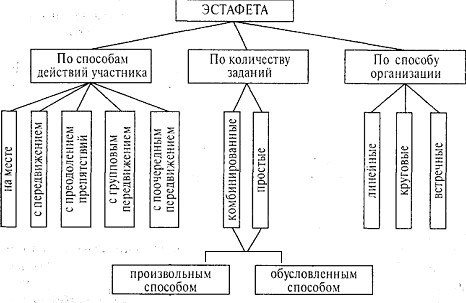 ЭСТАФЕТА
По способам
действий участника
По количеству
заданий
По способу
организации
на месте
с передвижением
с преодолением
препятствий
с групповым
передвижением
с поочередным
передвижением
комбинированные
простые
линейные
круговые
встречные
произвольным
способом
обусловленным
способом